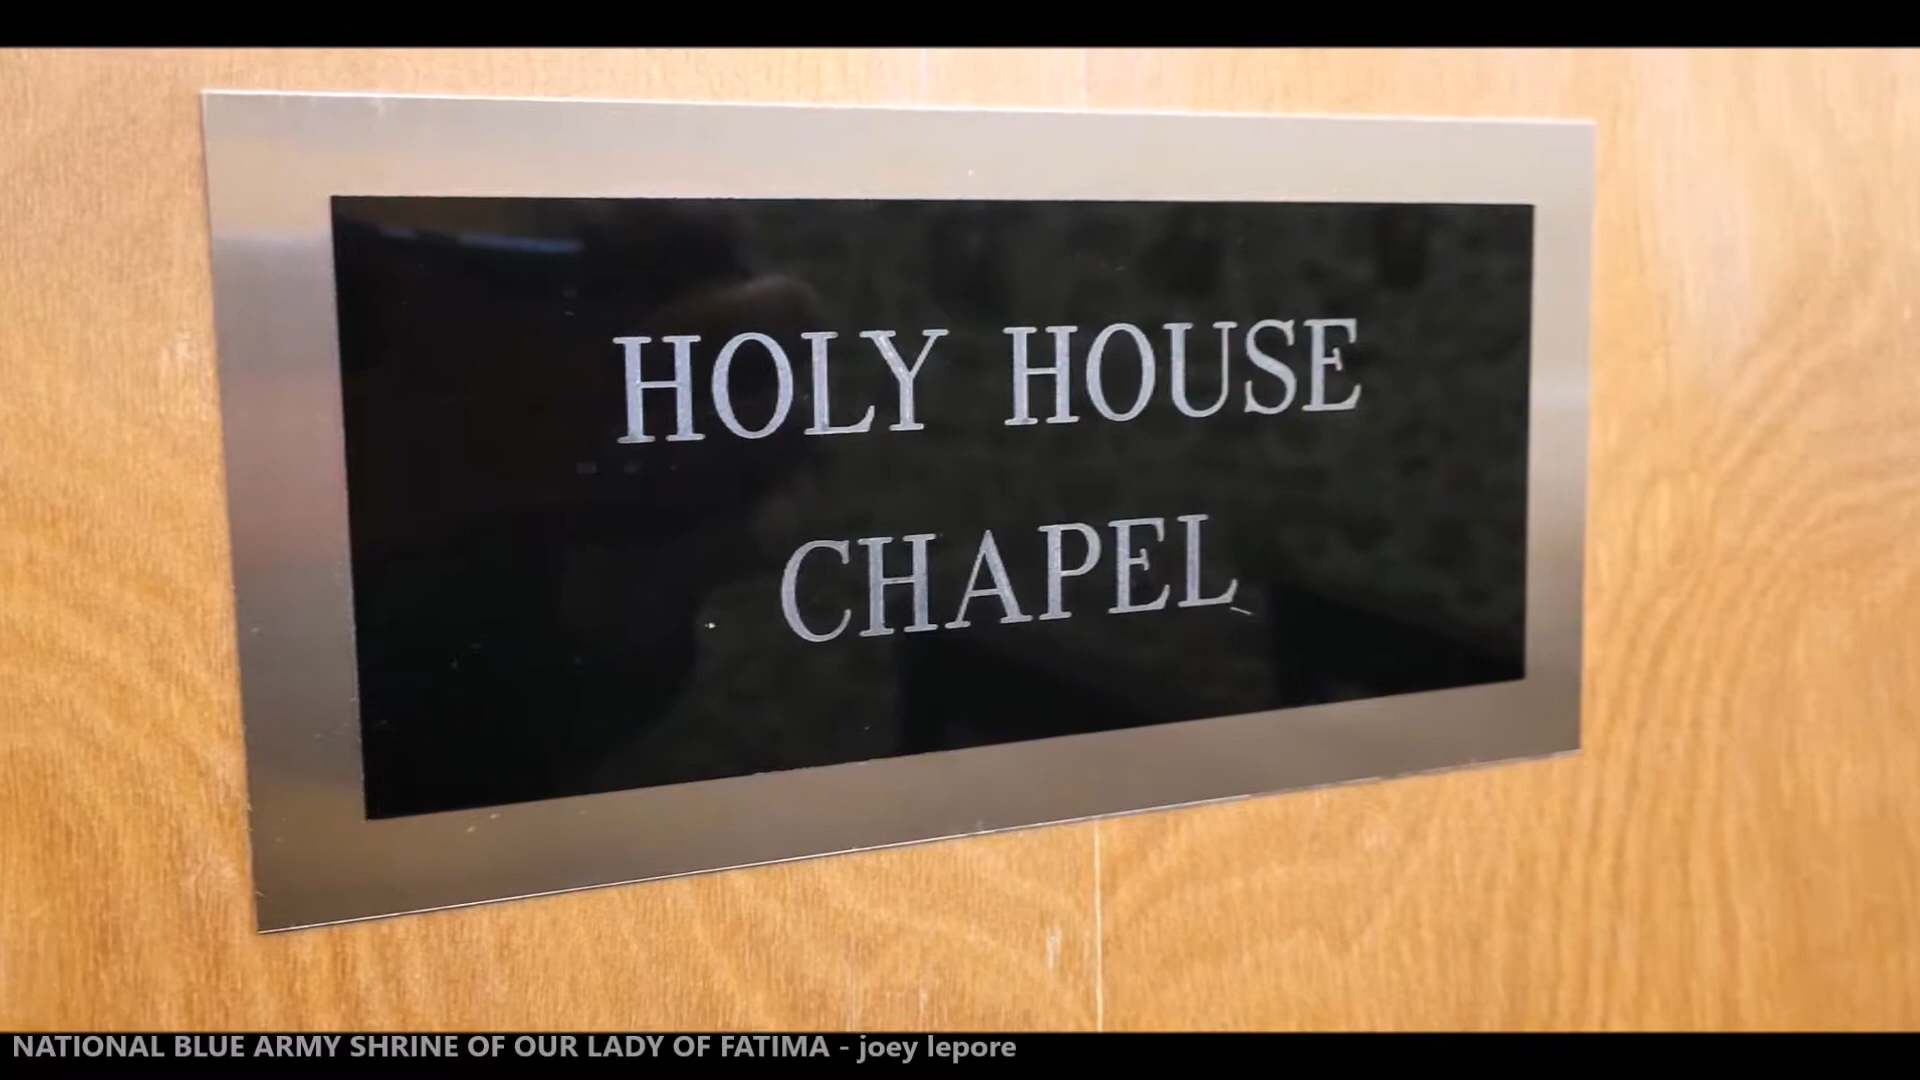 HOLY HOUSE
CHAPEL
NATIONAL BLUE ARMY SHRINE OF OUR LADY OF FATIMA - joey lepore